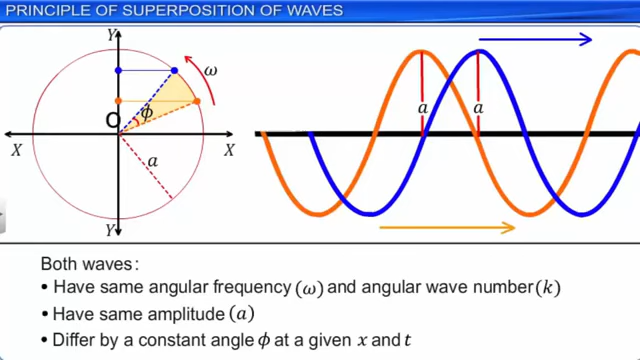 PRINCIPLE OF SUPERPOSITION OF WAVES
Y
ω
ϕ
O
X
X
a
Y
a
a
Both waves:
• Have same angular frequency (ω) and angular wave number (k)
• Have same amplitude (a)
• Differ by a constant angle ϕ at a given x and t